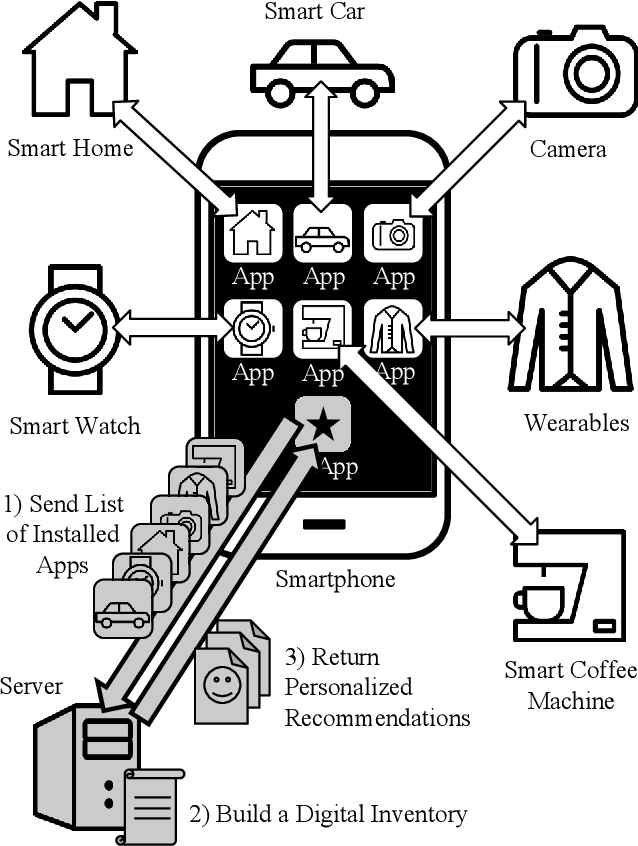 Smart Car
Smart Home
Camera
App
App
App
App
App
App
Smart Watch
Wearables
App
1) Send List
of Installed
Apps
Smartphone
Server
3) Return
Personalized
Recommendations
Smart Coffee
Machine
2) Build a Digital Inventory